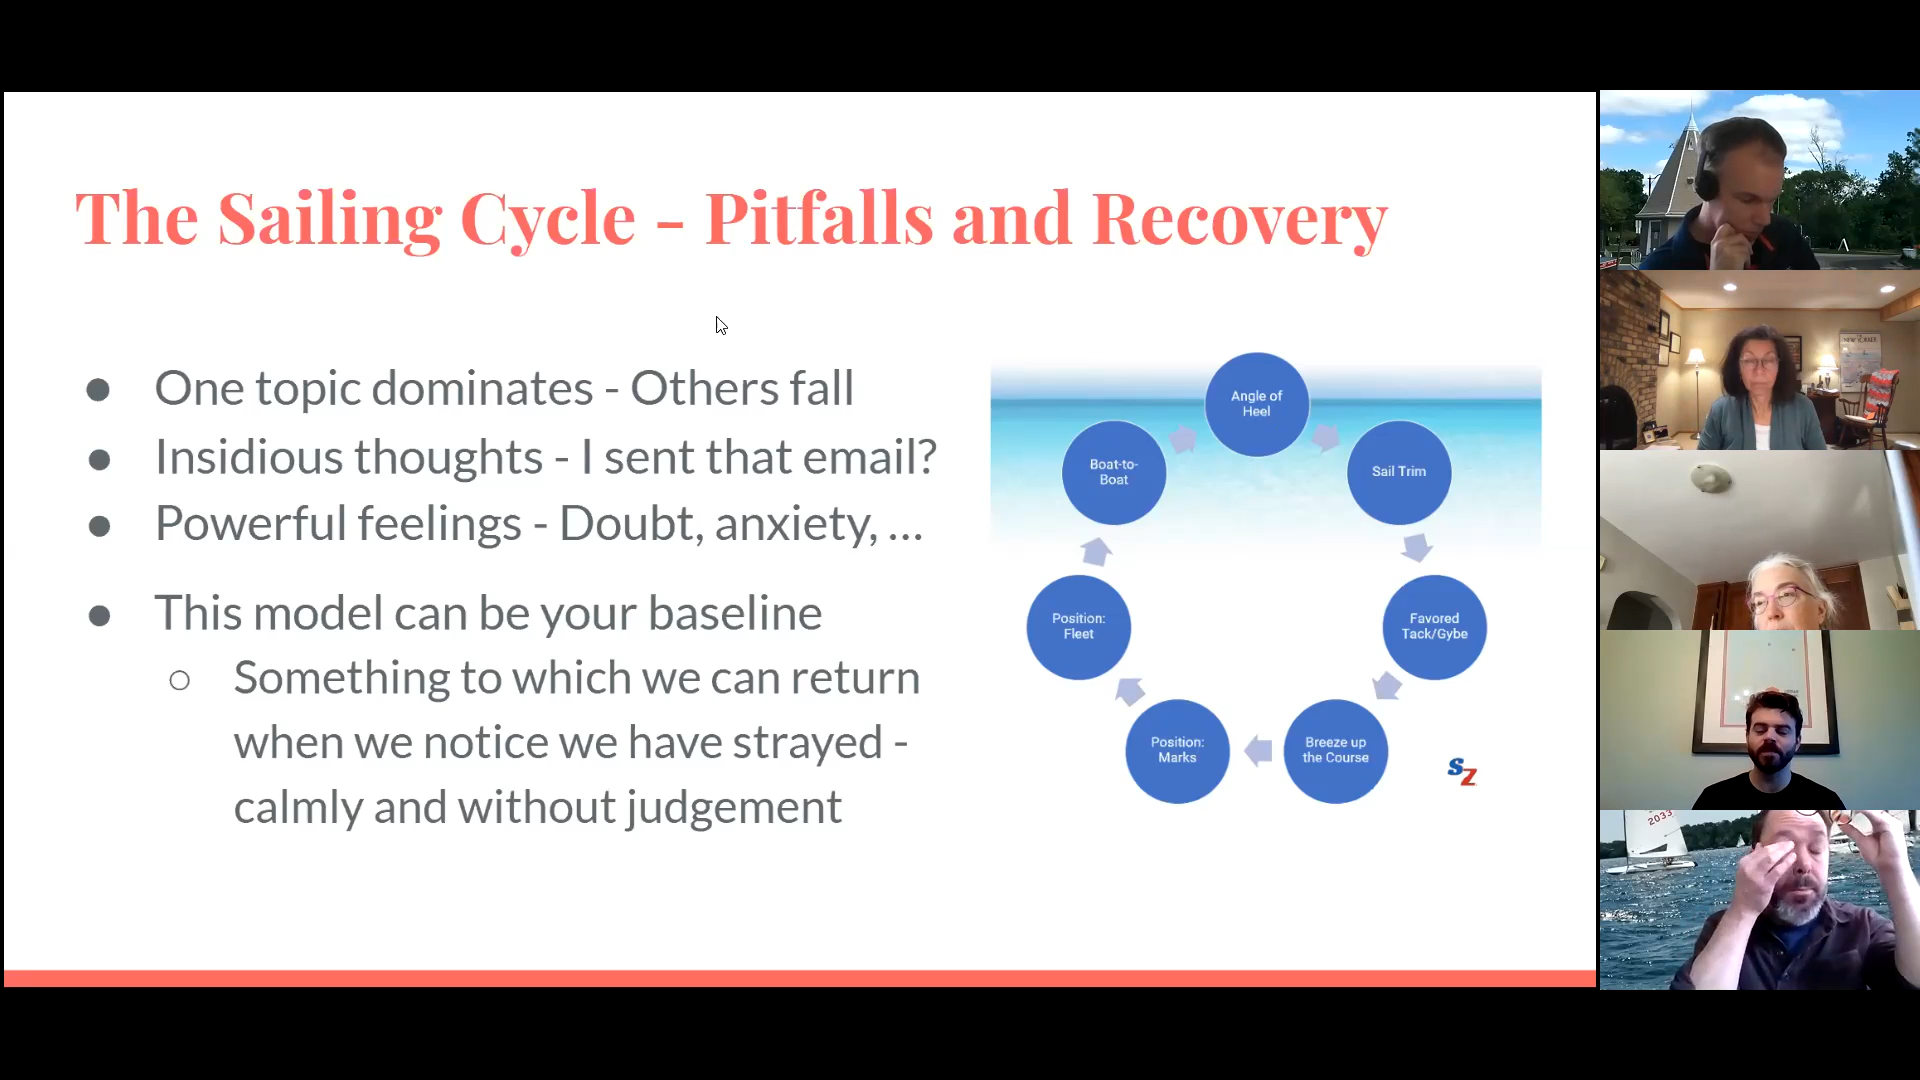 The Sailing Cycle - Pitfalls and Recovery
● One topic dominates - Others fall
● Insidious thoughts - I sent that email?
● Powerful feelings - Doubt, anxiety, ...
● This model can be your baseline
○ Something to which we can return
when we notice we have strayed -
calmly and without judgement
Angle of
Heel
Sail Trim
Favored
Tack/Gybe
Breeze up
the Course
Position:
Marks
Position:
Fleet
Boat-to-
Boat
SZ
NEW YORKER
2033